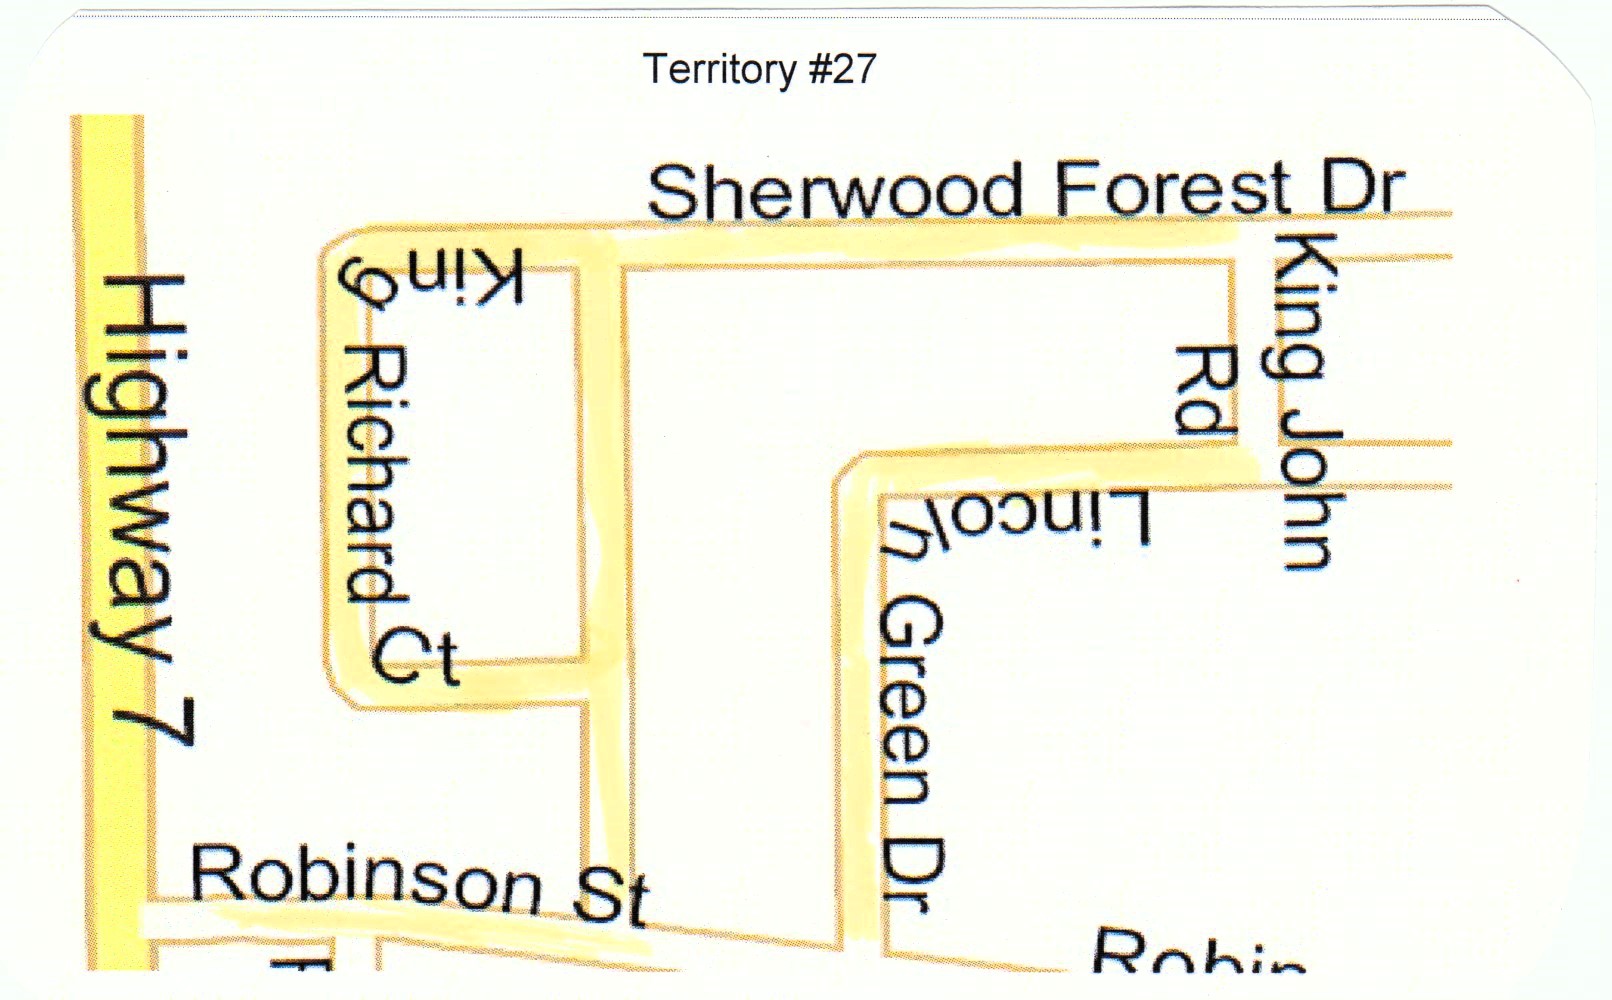 Territory #27
Sherwood Forest Dr
King Richard Ct
King John Rd
Highway 7
Lincoln Green Dr
Robinson St
Robin